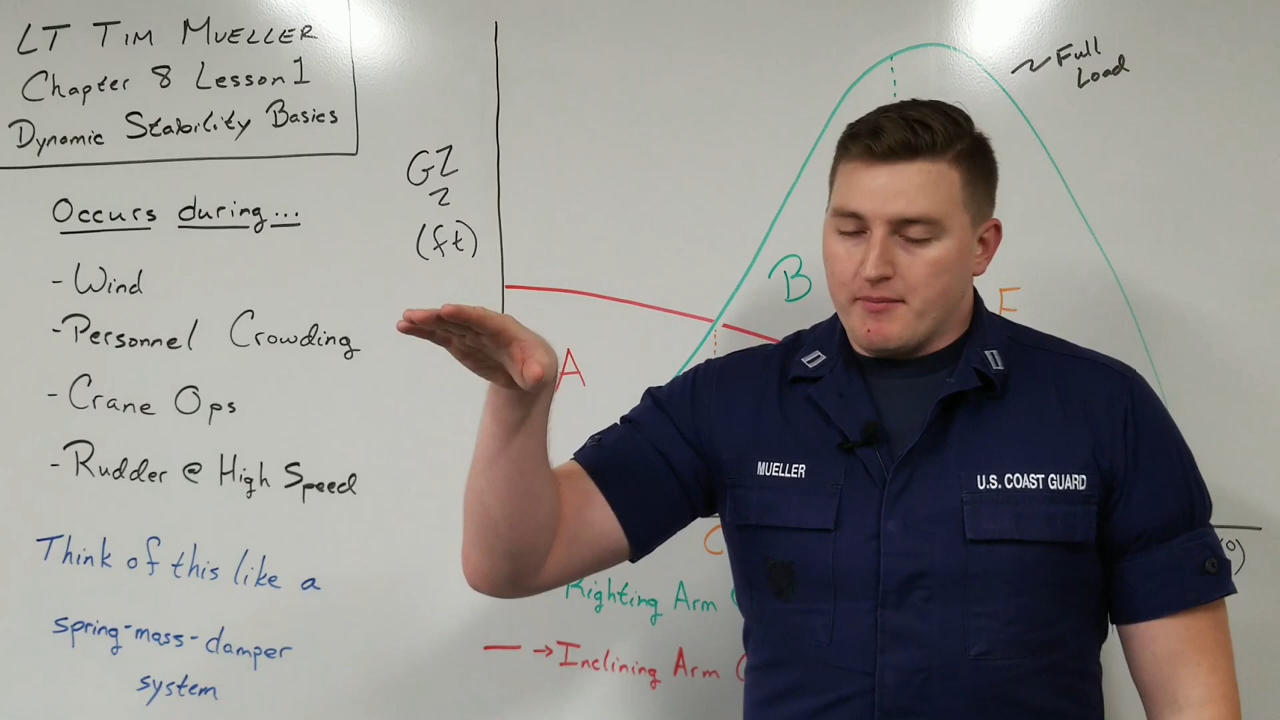 LT TIM MUELLER
Chapter 8 Lesson 1
Dynamic Stability Basics
Occurs during...
- Wind
- Personnel Crowding
- Crane Ops
- Rudder @ High Speed
Think of this like a
spring-mass-damper
system
GZ
(ft)
Full
Load
A
B
C
Righting Arm
→ Inclining Arm
MUELLER
U.S. COAST GUARD